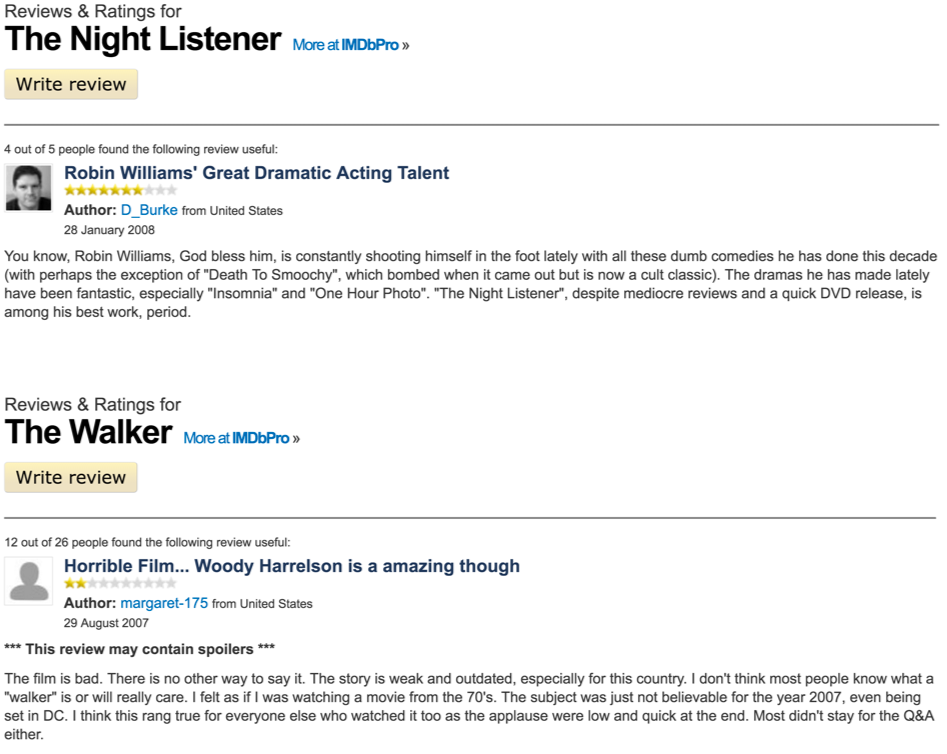 Reviews & Ratings for
The Night Listener More at IMDbPro »
Write review
4 out of 5 people found the following review useful:
Robin Williams' Great Dramatic Acting Talent
Author: D_Burke from United States
28 January 2008
You know, Robin Williams, God bless him, is constantly shooting himself in the foot lately with all these dumb comedies he has done this decade
(with perhaps the exception of "Death To Smoochy", which bombed when it came out but is now a cult classic). The dramas he has made lately
have been fantastic, especially "Insomnia" and "One Hour Photo". "The Night Listener", despite mediocre reviews and a quick DVD release, is
among his best work, period.
Reviews & Ratings for
The Walker More at IMDbPro »
Write review
12 out of 26 people found the following review useful:
Horrible Film... Woody Harrelson is a amazing though
Author: margaret-175 from United States
29 August 2007
*** This review may contain spoilers ***
The film is bad. There is no other way to say it. The story is weak and outdated, especially for this country. I don't think most people know what a
"walker" is or will really care. I felt as if I was watching a movie from the 70's. The subject was just not believable for the year 2007, even being
set in DC. I think this rang true for everyone else who watched it too as the applause were low and quick at the end. Most didn't stay for the Q&A
either.